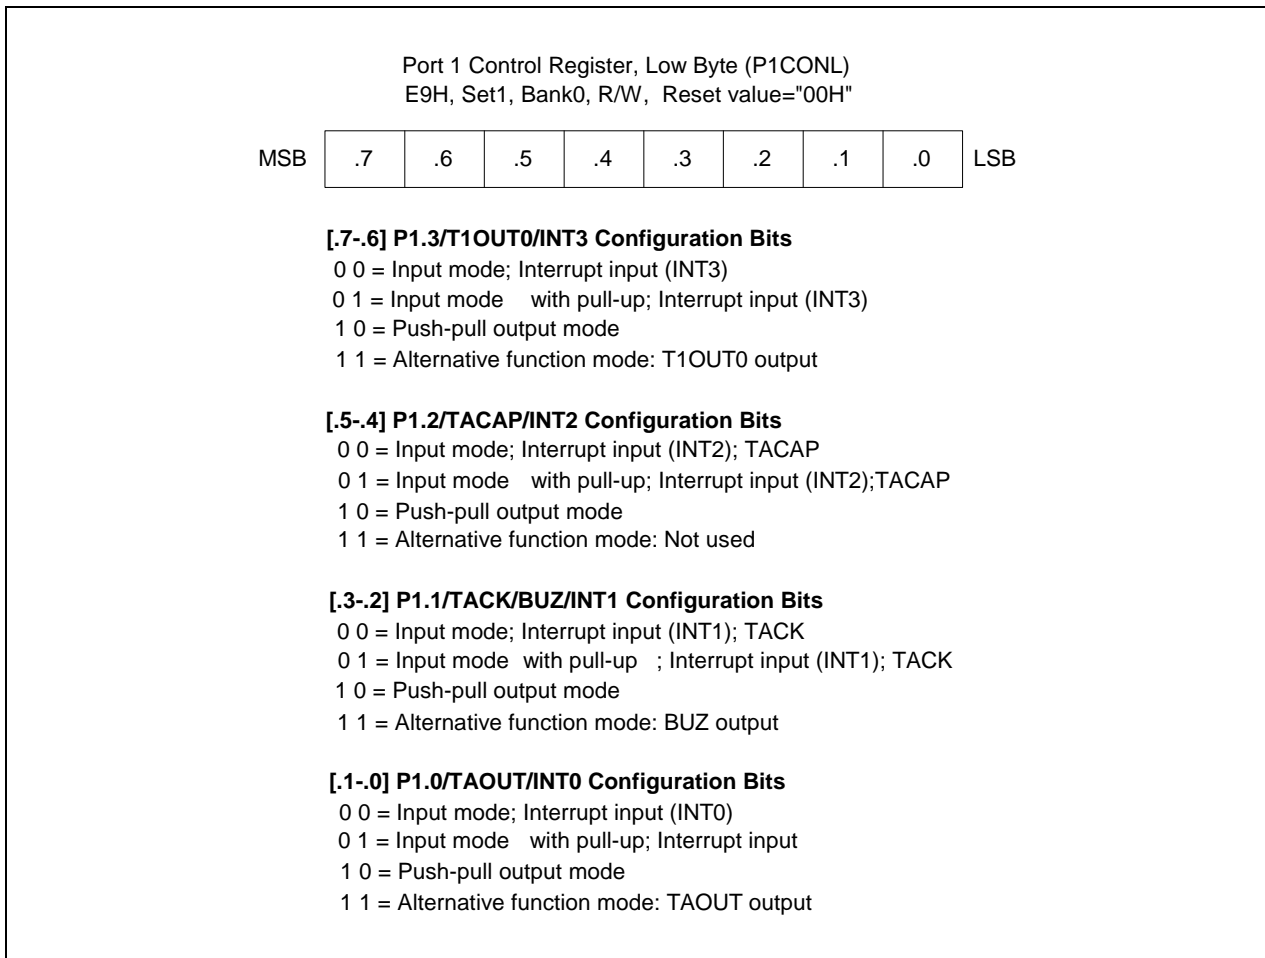 Port 1 Control Register, Low Byte (P1CONL)
E9H, Set1, Bank0, R/W, Reset value="00H"
MSB .7 .6 .5 .4 .3 .2 .1 .0 LSB
[.7-.6] P1.3/T1OUT0/INT3 Configuration Bits
0 0 = Input mode; Interrupt input (INT3)
0 1 = Input mode with pull-up; Interrupt input (INT3)
1 0 = Push-pull output mode
1 1 = Alternative function mode: T1OUT0 output
[.5-.4] P1.2/TACAP/INT2 Configuration Bits
0 0 = Input mode; Interrupt input (INT2); TACAP
0 1 = Input mode with pull-up; Interrupt input (INT2);TACAP
1 0 = Push-pull output mode
1 1 = Alternative function mode: Not used
[.3-.2] P1.1/TACK/BUZ/INT1 Configuration Bits
0 0 = Input mode; Interrupt input (INT1); TACK
0 1 = Input mode with pull-up ; Interrupt input (INT1); TACK
1 0 = Push-pull output mode
1 1 = Alternative function mode: BUZ output
[.1-.0] P1.0/TAOUT/INT0 Configuration Bits
0 0 = Input mode; Interrupt input (INT0)
0 1 = Input mode with pull-up; Interrupt input
1 0 = Push-pull output mode
1 1 = Alternative function mode: TAOUT output